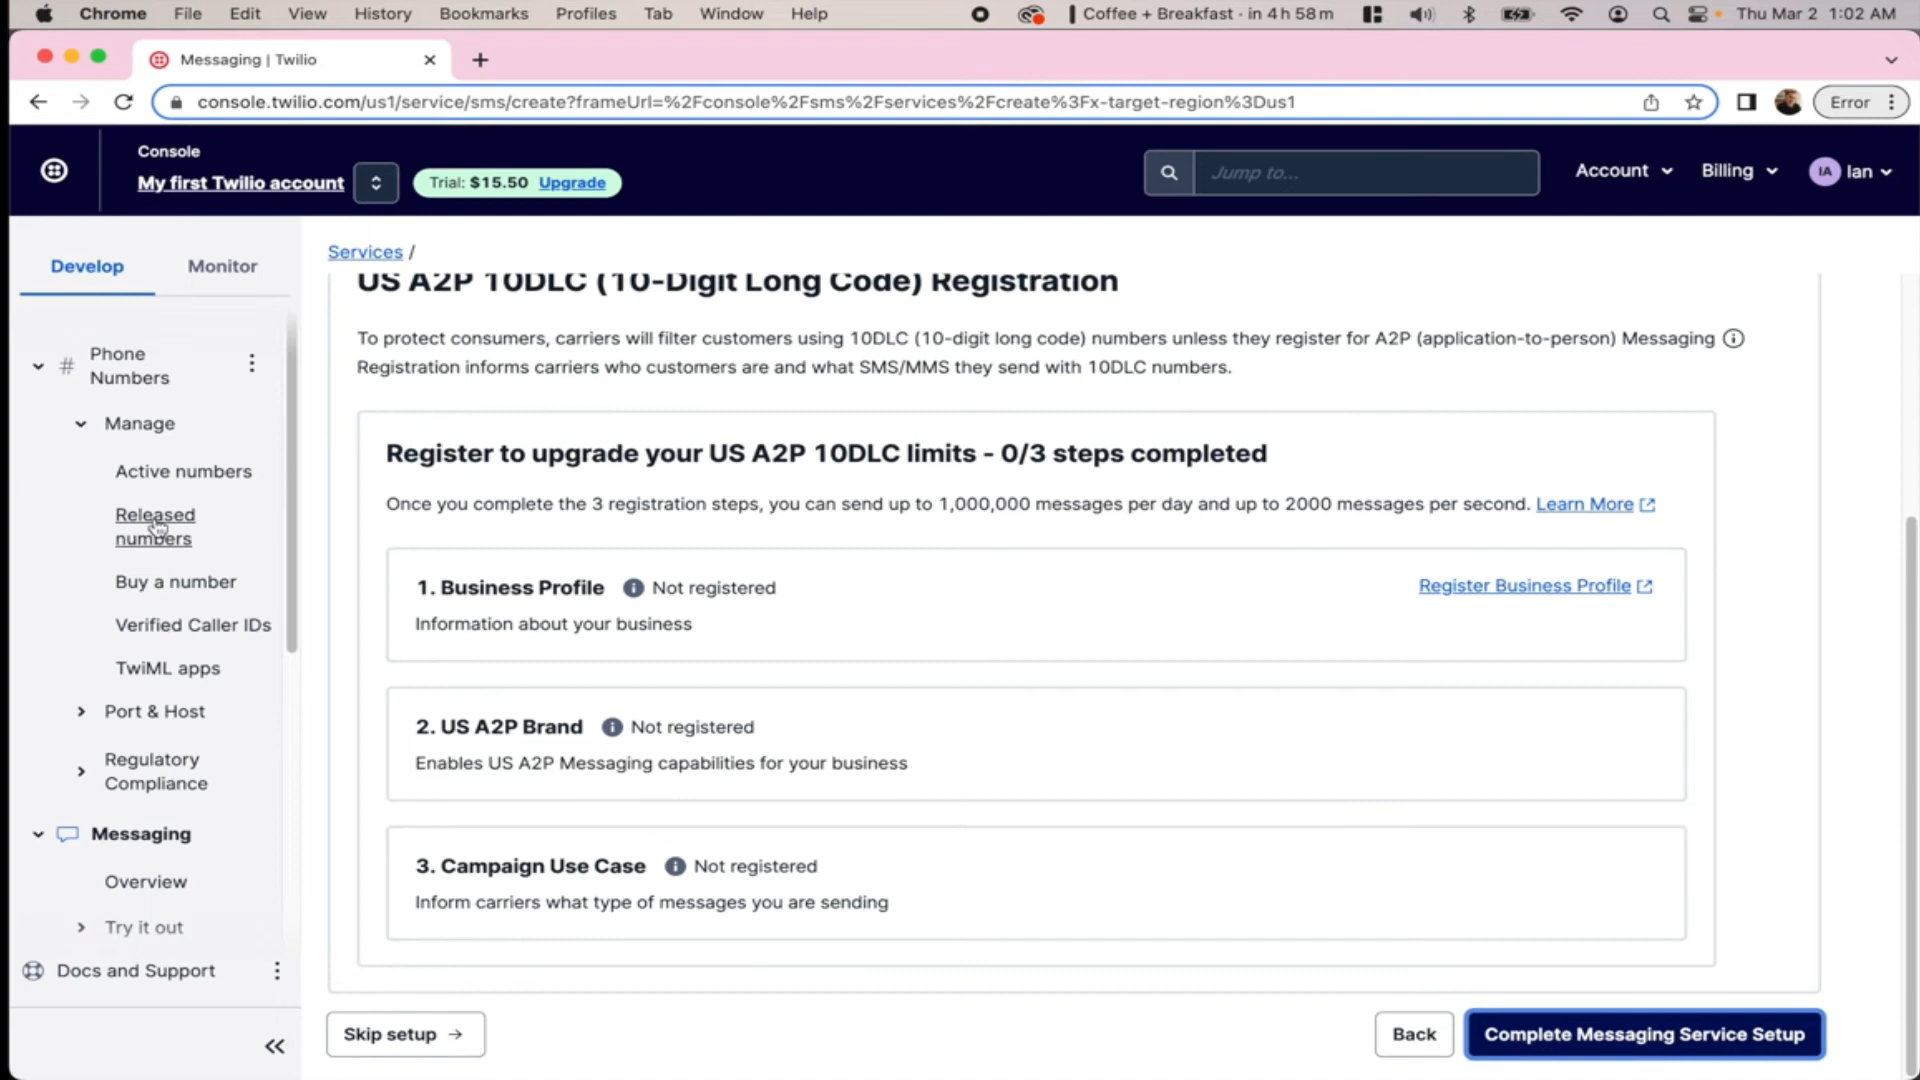 Chrome File Edit View History Bookmarks Profiles Tab Window Help Coffee + Breakfast · in 4 h 58 m Thu Mar 2 1:02 AM
Messaging | Twilio
console.twilio.com/us1/service/sms/create?frameUrl=%2Fconsole%2Fsms%2Fservices%2Fcreate%3Fx-target-region%3Dus1 Error
Console
My first Twilio account Trial: $15.50 Upgrade Jump to... Account Billing IA Ian
Develop Monitor
Phone
Numbers
Manage
Active numbers
Released
numbers
Buy a number
Verified Caller IDs
TwiML apps
Port & Host
Regulatory
Compliance
Messaging
Overview
Try it out
Docs and Support
Services /
US A2P 10DLC (10-Digit Long Code) Registration
To protect consumers, carriers will filter customers using 10DLC (10-digit long code) numbers unless they register for A2P (application-to-person) Messaging
Registration informs carriers who customers are and what SMS/MMS they send with 10DLC numbers.
Register to upgrade your US A2P 10DLC limits - 0/3 steps completed
Once you complete the 3 registration steps, you can send up to 1,000,000 messages per day and up to 2000 messages per second. Learn More
1. Business Profile Not registered Register Business Profile
Information about your business
2. US A2P Brand Not registered
Enables US A2P Messaging capabilities for your business
3. Campaign Use Case Not registered
Inform carriers what type of messages you are sending
Skip setup → Back Complete Messaging Service Setup